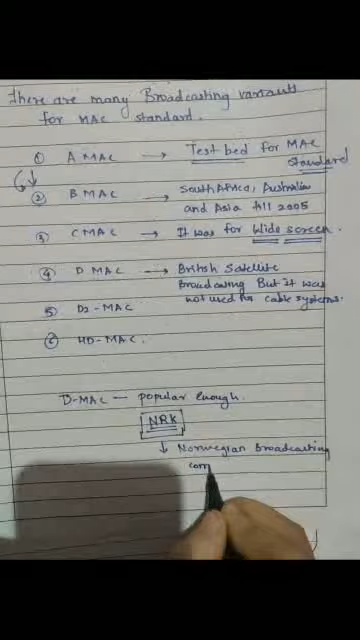 There are many Broadcasting variants
for MAC standard.
① A MAC → Test bed for MAC
Standard
② B MAC → South Africa, Australia
and Asia till 2005
③ C MAC → It was for Wide screen.
④ D MAC → British Satellite
Broadcasing But it was
not used for cable systems.
⑤ D2-MAC
⑥ HD-MAC.
D-MAC — popular enough.
NRK
↓ Norwegian Broadcasting
com